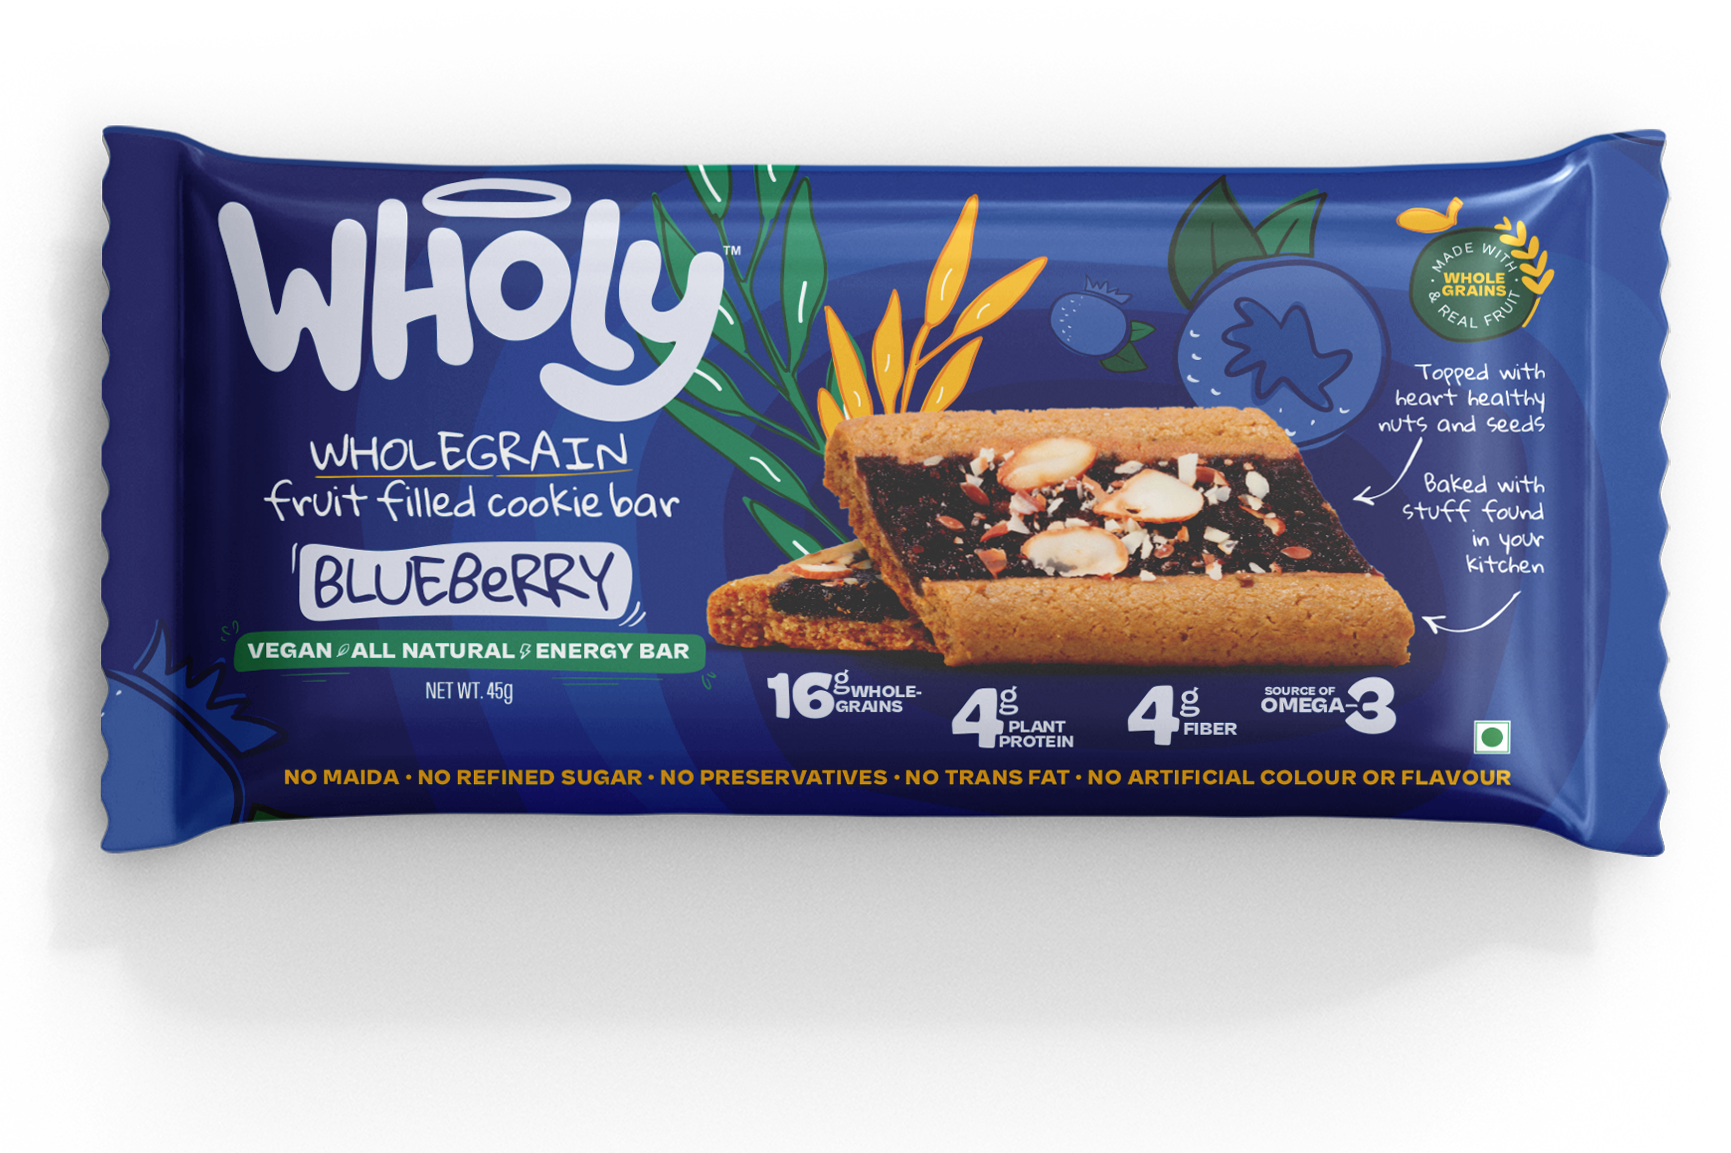 WHOLY™
WHOLEGRAIN
fruit filled cookie bar
BLUEBeRRY
VEGAN ALL NATURAL ENERGY BAR
NET WT. 45g
MADE WITH
WHOLE
GRAINS
& REAL FRUIT
Topped with
heart healthy
nuts and seeds
Baked with
stuff found
in your
kitchen
16g WHOLE-
GRAINS
4g PLANT
PROTEIN
4g FIBER
SOURCE OF
OMEGA-3
NO MAIDA • NO REFINED SUGAR • NO PRESERVATIVES • NO TRANS FAT • NO ARTIFICIAL COLOUR OR FLAVOUR